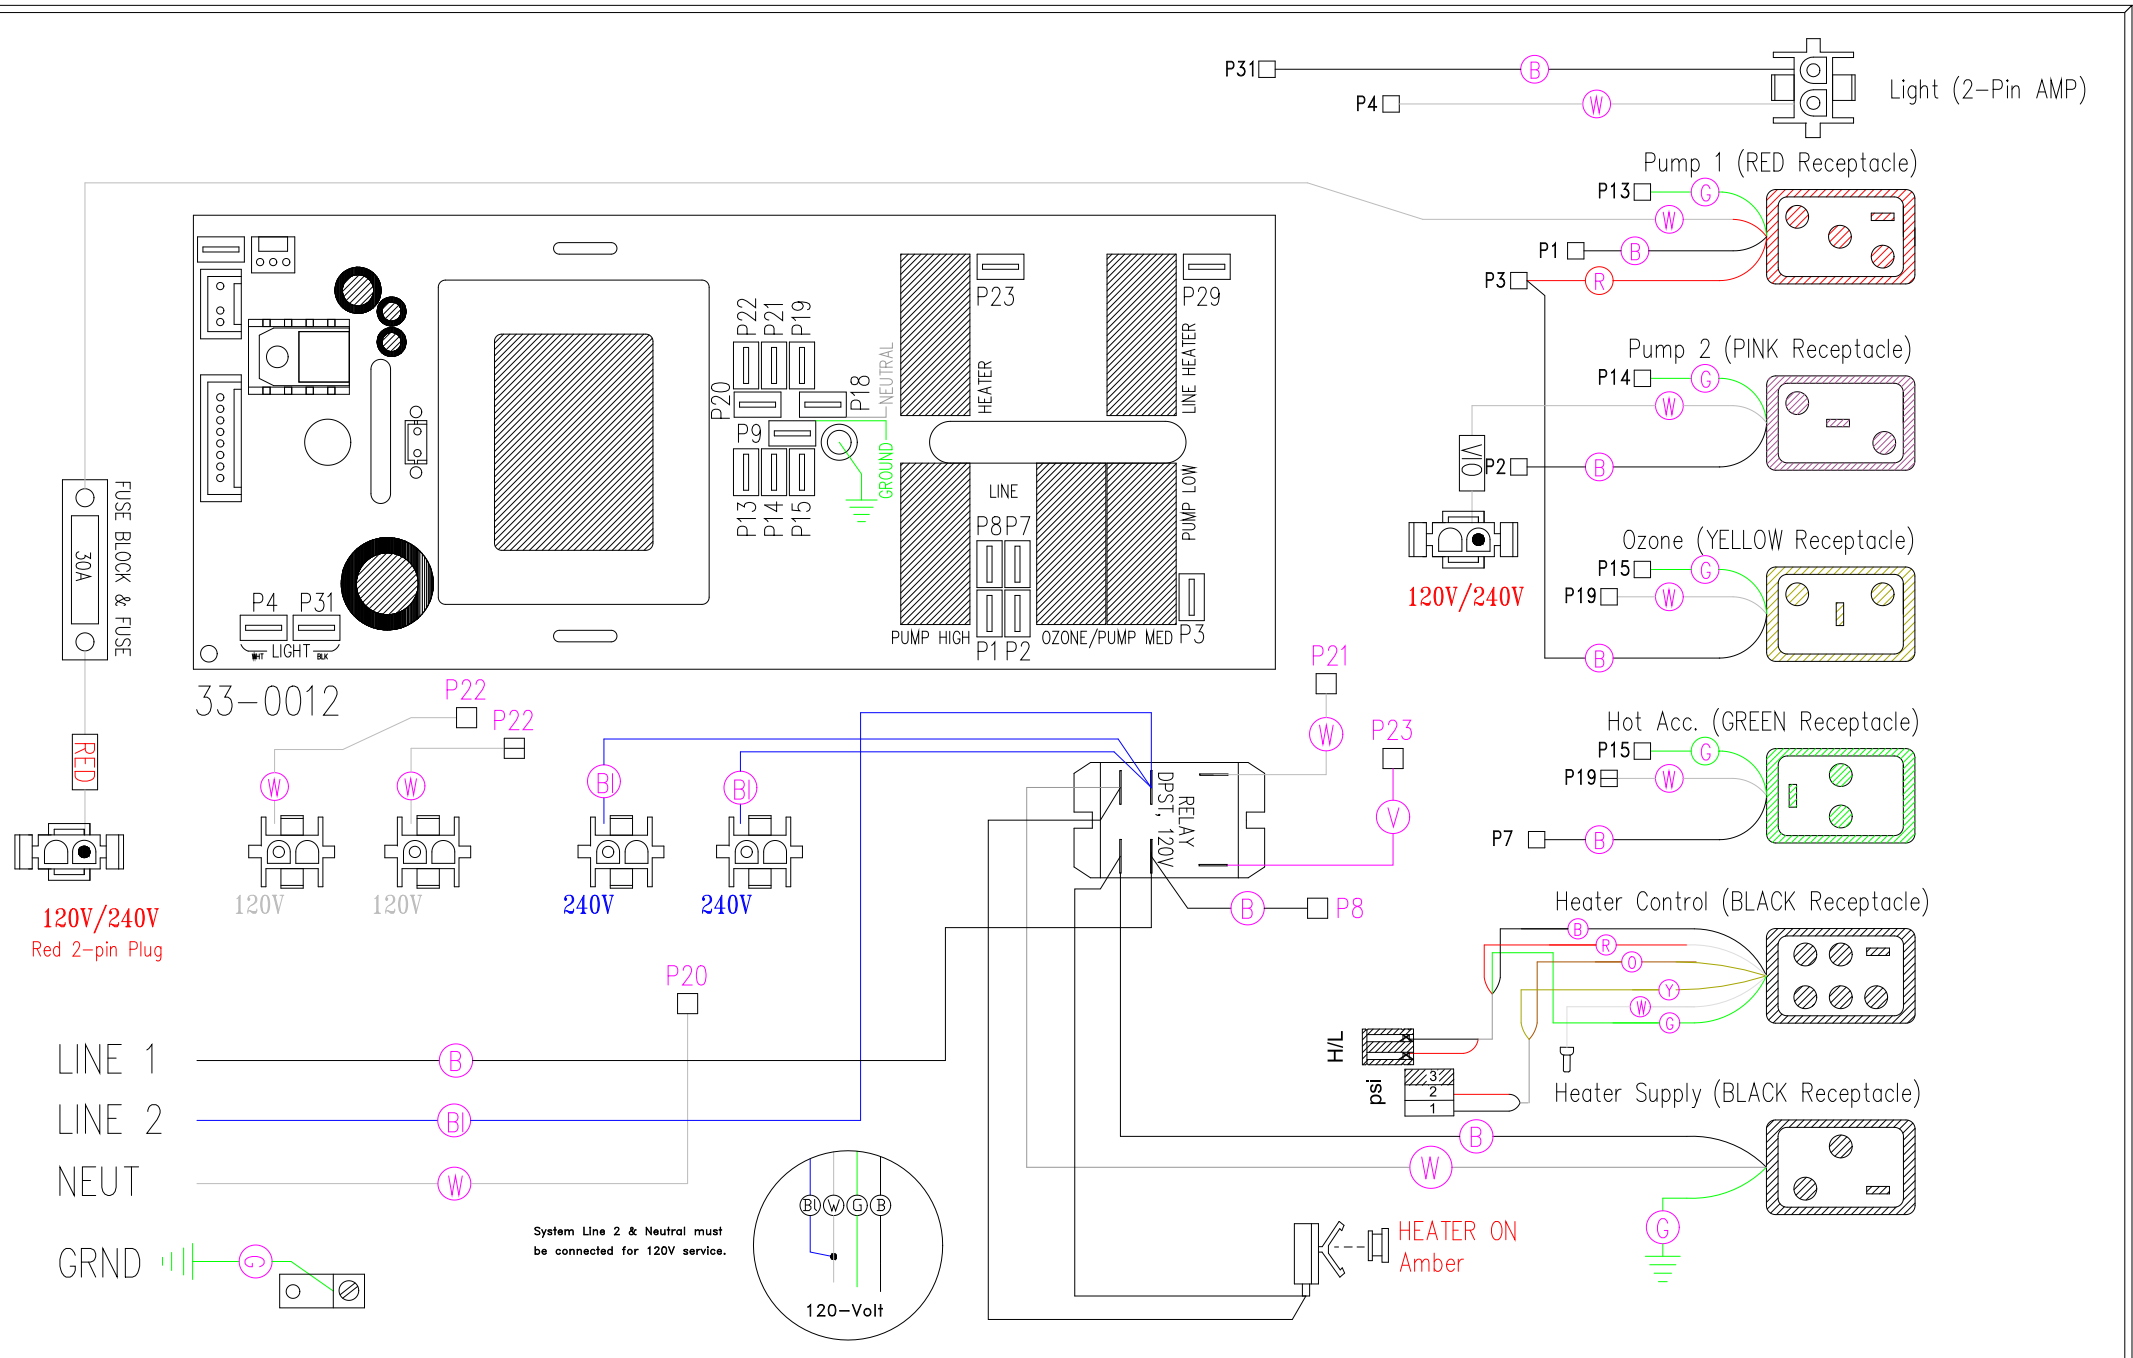 P31
B
P4
W
Light (2-Pin AMP)
Pump 1 (RED Receptacle)
P13
G
W
P1
B
P3
R
Pump 2 (PINK Receptacle)
P14
G
W
VIO
P2
B
120V/240V
Ozone (YELLOW Receptacle)
P15
G
P19
W
B
Hot Acc. (GREEN Receptacle)
P15
G
P19
W
P7
B
Heater Control (BLACK Receptacle)
B
R
O
Y
W
G
H/L
psi
3
2
1
Heater Supply (BLACK Receptacle)
B
W
G
P23
P29
HEATER
LINE HEATER
P22
P21
P19
P20
P18
NEUTRAL
P9
GROUND
P13
P14
P15
LINE
P8
P7
PUMP LOW
PUMP HIGH
P1
P2
OZONE/PUMP MED
P3
P4
P31
WHT
LIGHT
BLK
33-0012
FUSE BLOCK & FUSE
30A
RED
120V/240V
Red 2-pin Plug
P22
P22
W
W
Bl
Bl
120V
120V
240V
240V
P21
W
P23
V
RELAY
DPST, 120V
B
P8
P20
LINE 1
B
LINE 2
Bl
NEUT
W
GRND
G
System Line 2 & Neutral must
be connected for 120V service.
Bl
W
G
B
120-Volt
HEATER ON
Amber